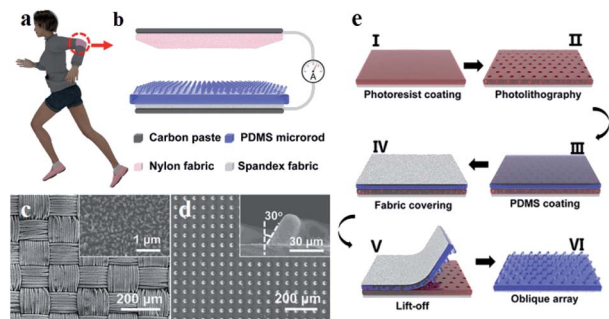 a
b
A
Carbon paste
PDMS microrod
Nylon fabric
Spandex fabric
c
1 μm
200 μm
d
30°
30 μm
200 μm
e
I
Photoresist coating
II
Photolithography
III
PDMS coating
IV
Fabric covering
V
Lift-off
VI
Oblique array